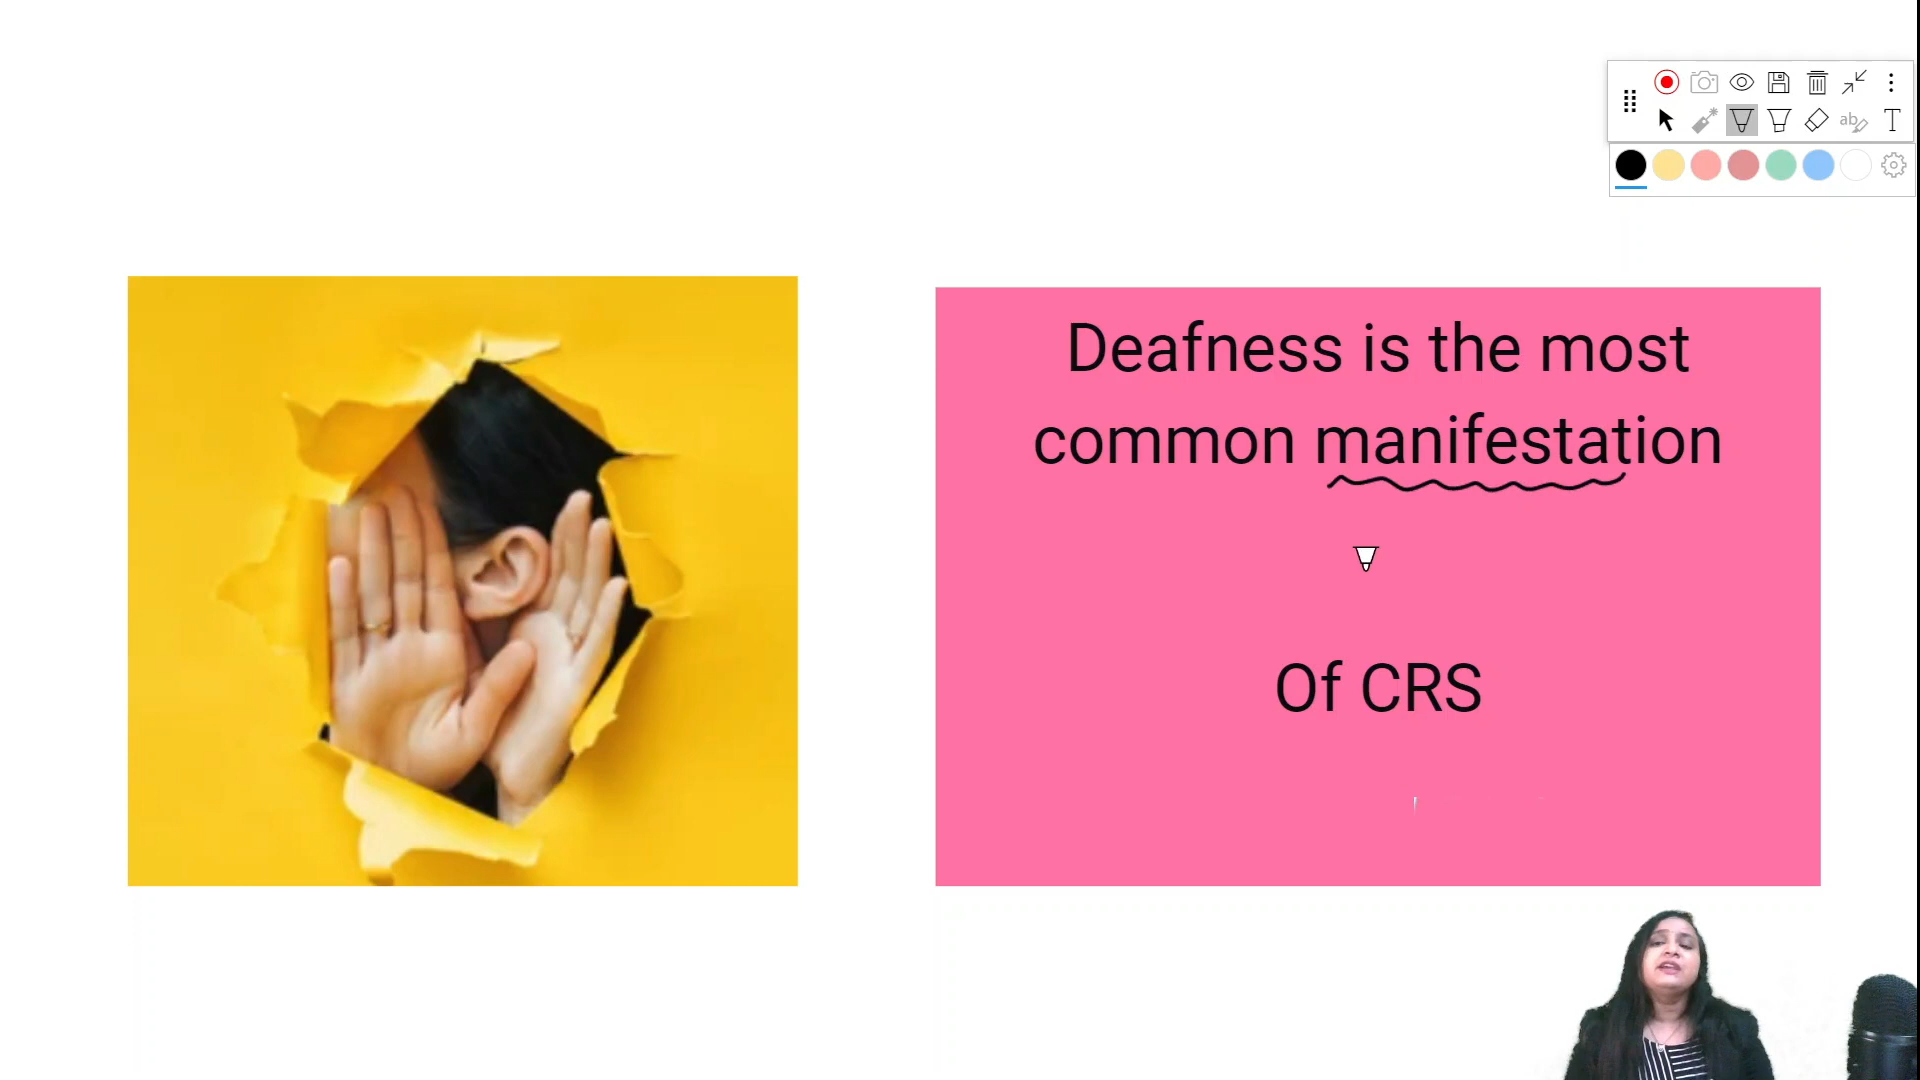 Deafness is the most
common manifestation
Of CRS